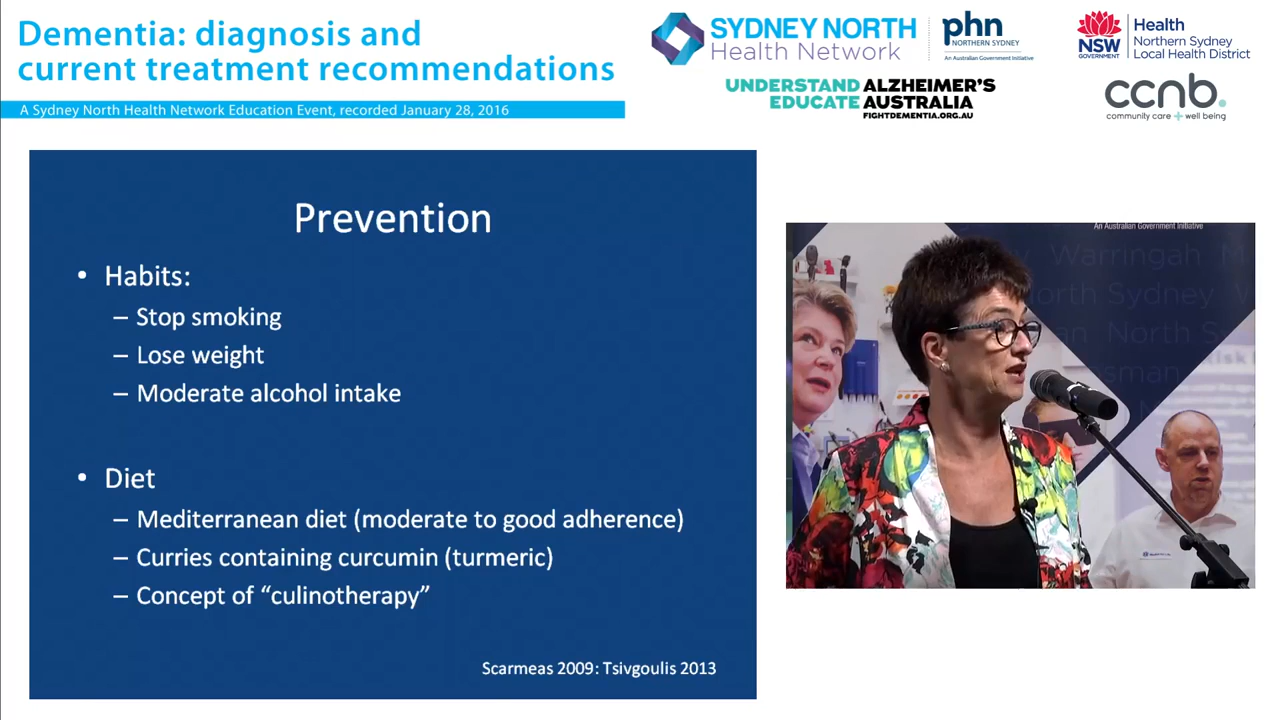 Dementia: diagnosis and
current treatment recommendations
A Sydney North Health Network Education Event, recorded January 28, 2016
SYDNEY NORTH
Health Network
phn
NORTHERN SYDNEY
An Australian Government Initiative
NSW
GOVERNMENT
Health
Northern Sydney
Local Health District
UNDERSTAND ALZHEIMER'S
EDUCATE AUSTRALIA
FIGHTDEMENTIA.ORG.AU
ccnb.
community care + well being
Prevention
• Habits:
– Stop smoking
– Lose weight
– Moderate alcohol intake
• Diet
– Mediterranean diet (moderate to good adherence)
– Curries containing curcumin (turmeric)
– Concept of “culinotherapy”
Scarmeas 2009: Tsivgoulis 2013
An Australian Government Initiative
Warringah
North Sydney
North